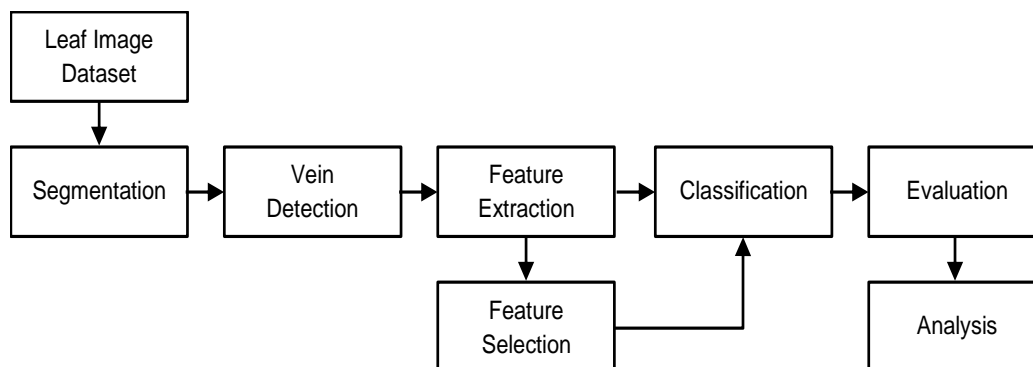 Leaf Image
Dataset
Segmentation
Vein
Detection
Feature
Extraction
Classification
Evaluation
Feature
Selection
Analysis